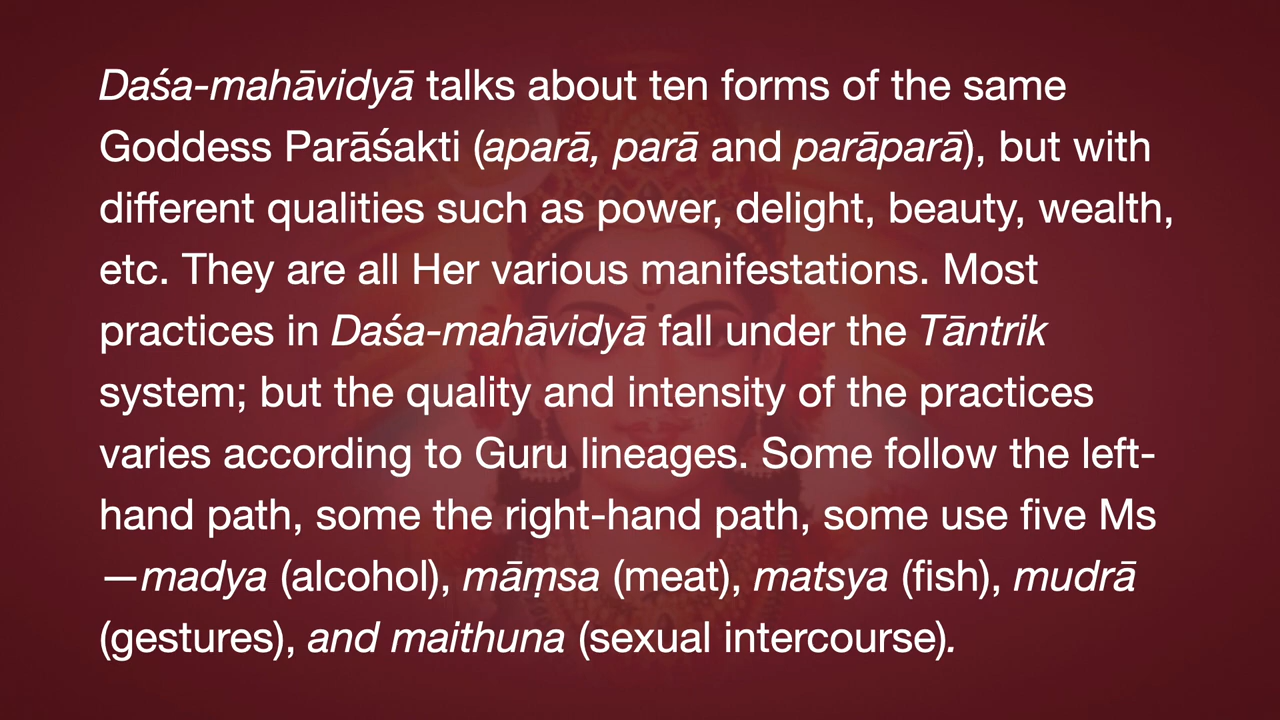 Daśa-mahāvidyā talks about ten forms of the same
Goddess Parāśakti (aparā, parā and parāparā), but with
different qualities such as power, delight, beauty, wealth,
etc. They are all Her various manifestations. Most
practices in Daśa-mahāvidyā fall under the Tāntrik
system; but the quality and intensity of the practices
varies according to Guru lineages. Some follow the left-
hand path, some the right-hand path, some use five Ms
—madya (alcohol), māṃsa (meat), matsya (fish), mudrā
(gestures), and maithuna (sexual intercourse).